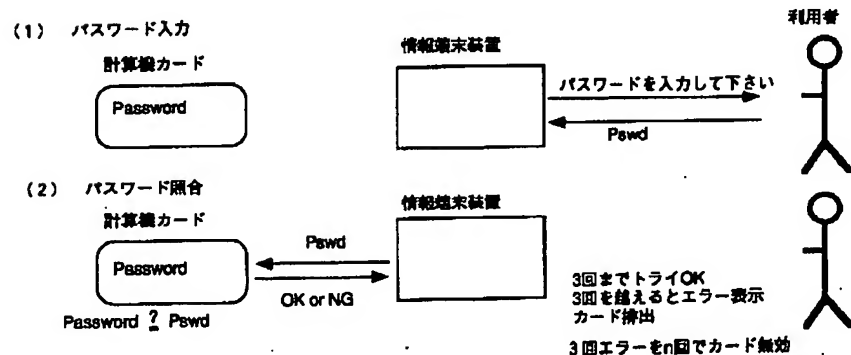 利用者
(1) パスワード入力
情報端末装置
計算機カード
Password
パスワードを入力して下さい
Pswd
(2) パスワード照合
情報端末装置
計算機カード
Pswd
Password
OK or NG
Password ? Pswd
3回までトライOK
3回を越えるとエラー表示
カード排出
3回エラーをn回でカード無効